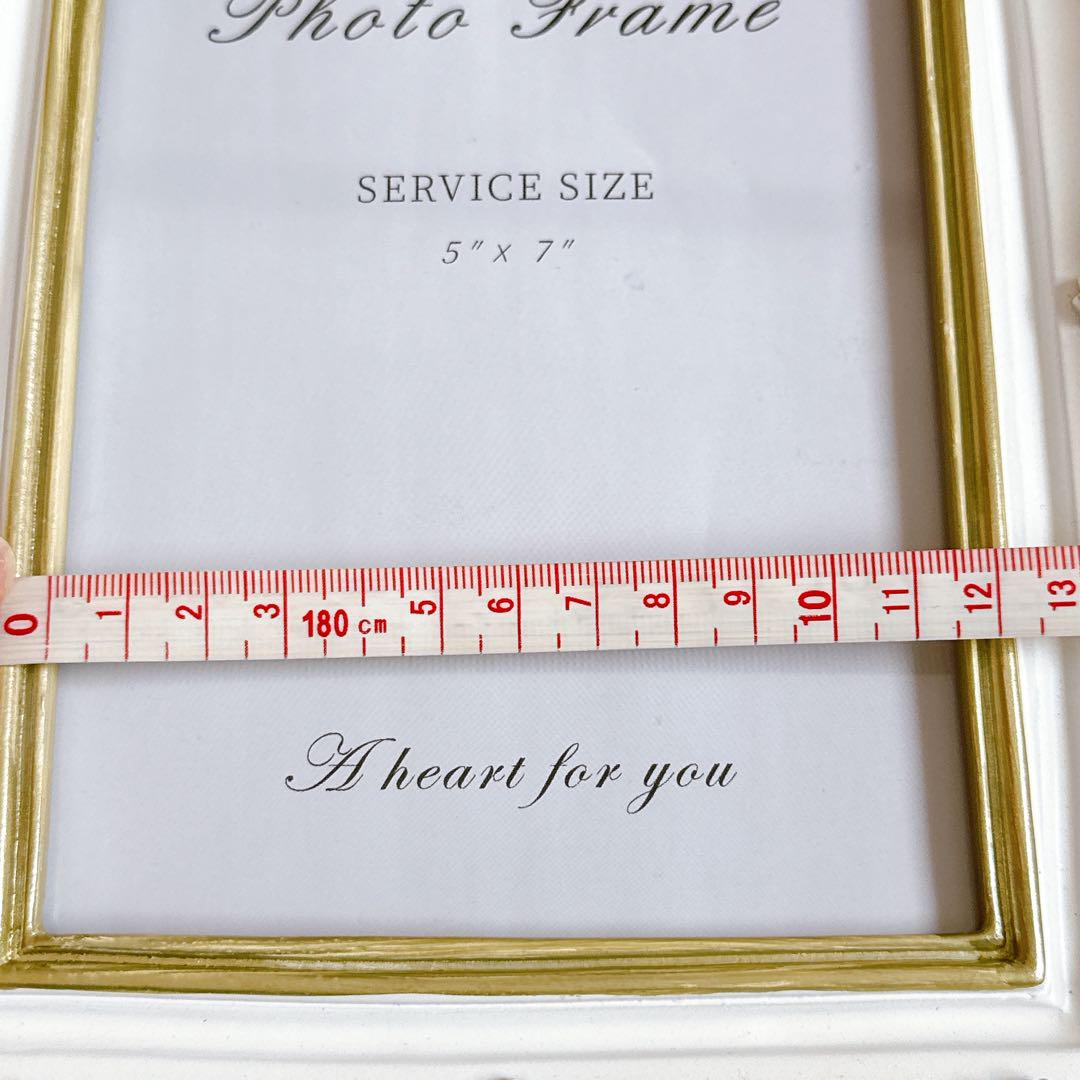 Photo Frame
SERVICE SIZE
5" x 7"
0 1 2 3 180 cm 5 6 7 8 9 10 11 12 13
A heart for you